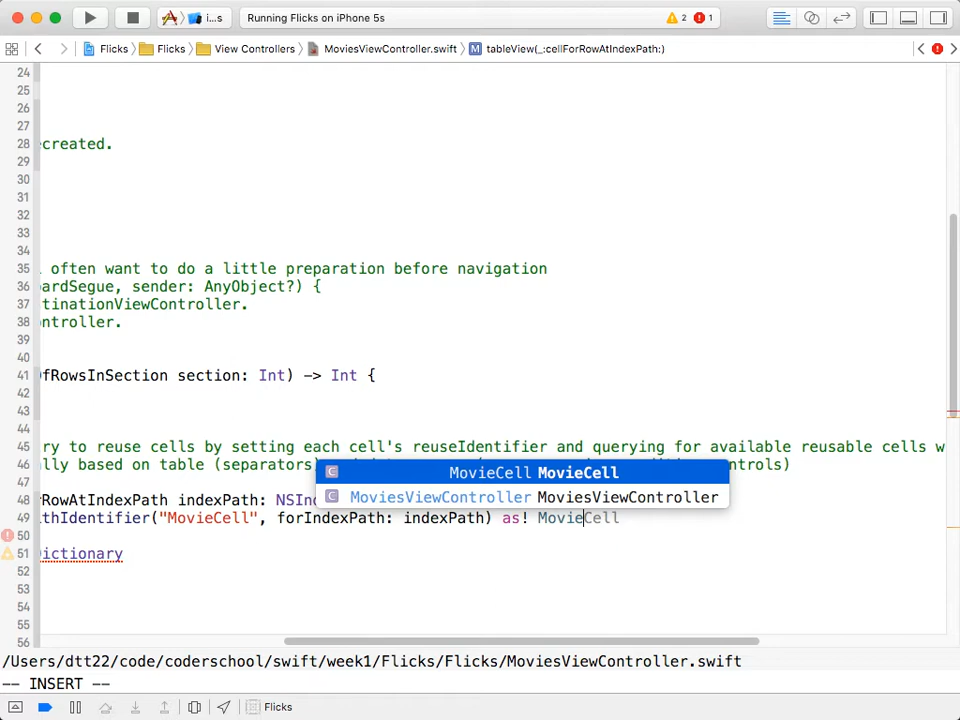 i...s
Running Flicks on iPhone 5s
2
1
Flicks
Flicks
View Controllers
MoviesViewController.swift
M
tableView(_:cellForRowAtIndexPath:)
24
25
26
27
28 created.
29
30
31
32
33
34
35 often want to do a little preparation before navigation
36 ardSegue, sender: AnyObject?) {
37 tinationViewController.
38 ontroller.
39
40
41 fRowsInSection section: Int) -> Int {
42
43
44
45 ry to reuse cells by setting each cell's reuseIdentifier and querying for available reusable cells w
46 lly based on table (separators) ntrols)
C MovieCell MovieCell
47
C MoviesViewController MoviesViewController
48 rRowAtIndexPath indexPath: NSInd
49 thIdentifier("MovieCell", forIndexPath: indexPath) as! MovieCell
50
51 ictionary
52
53
54
55
56
/Users/dtt22/code/coderschool/swift/week1/Flicks/Flicks/MoviesViewController.swift
-- INSERT --
Flicks